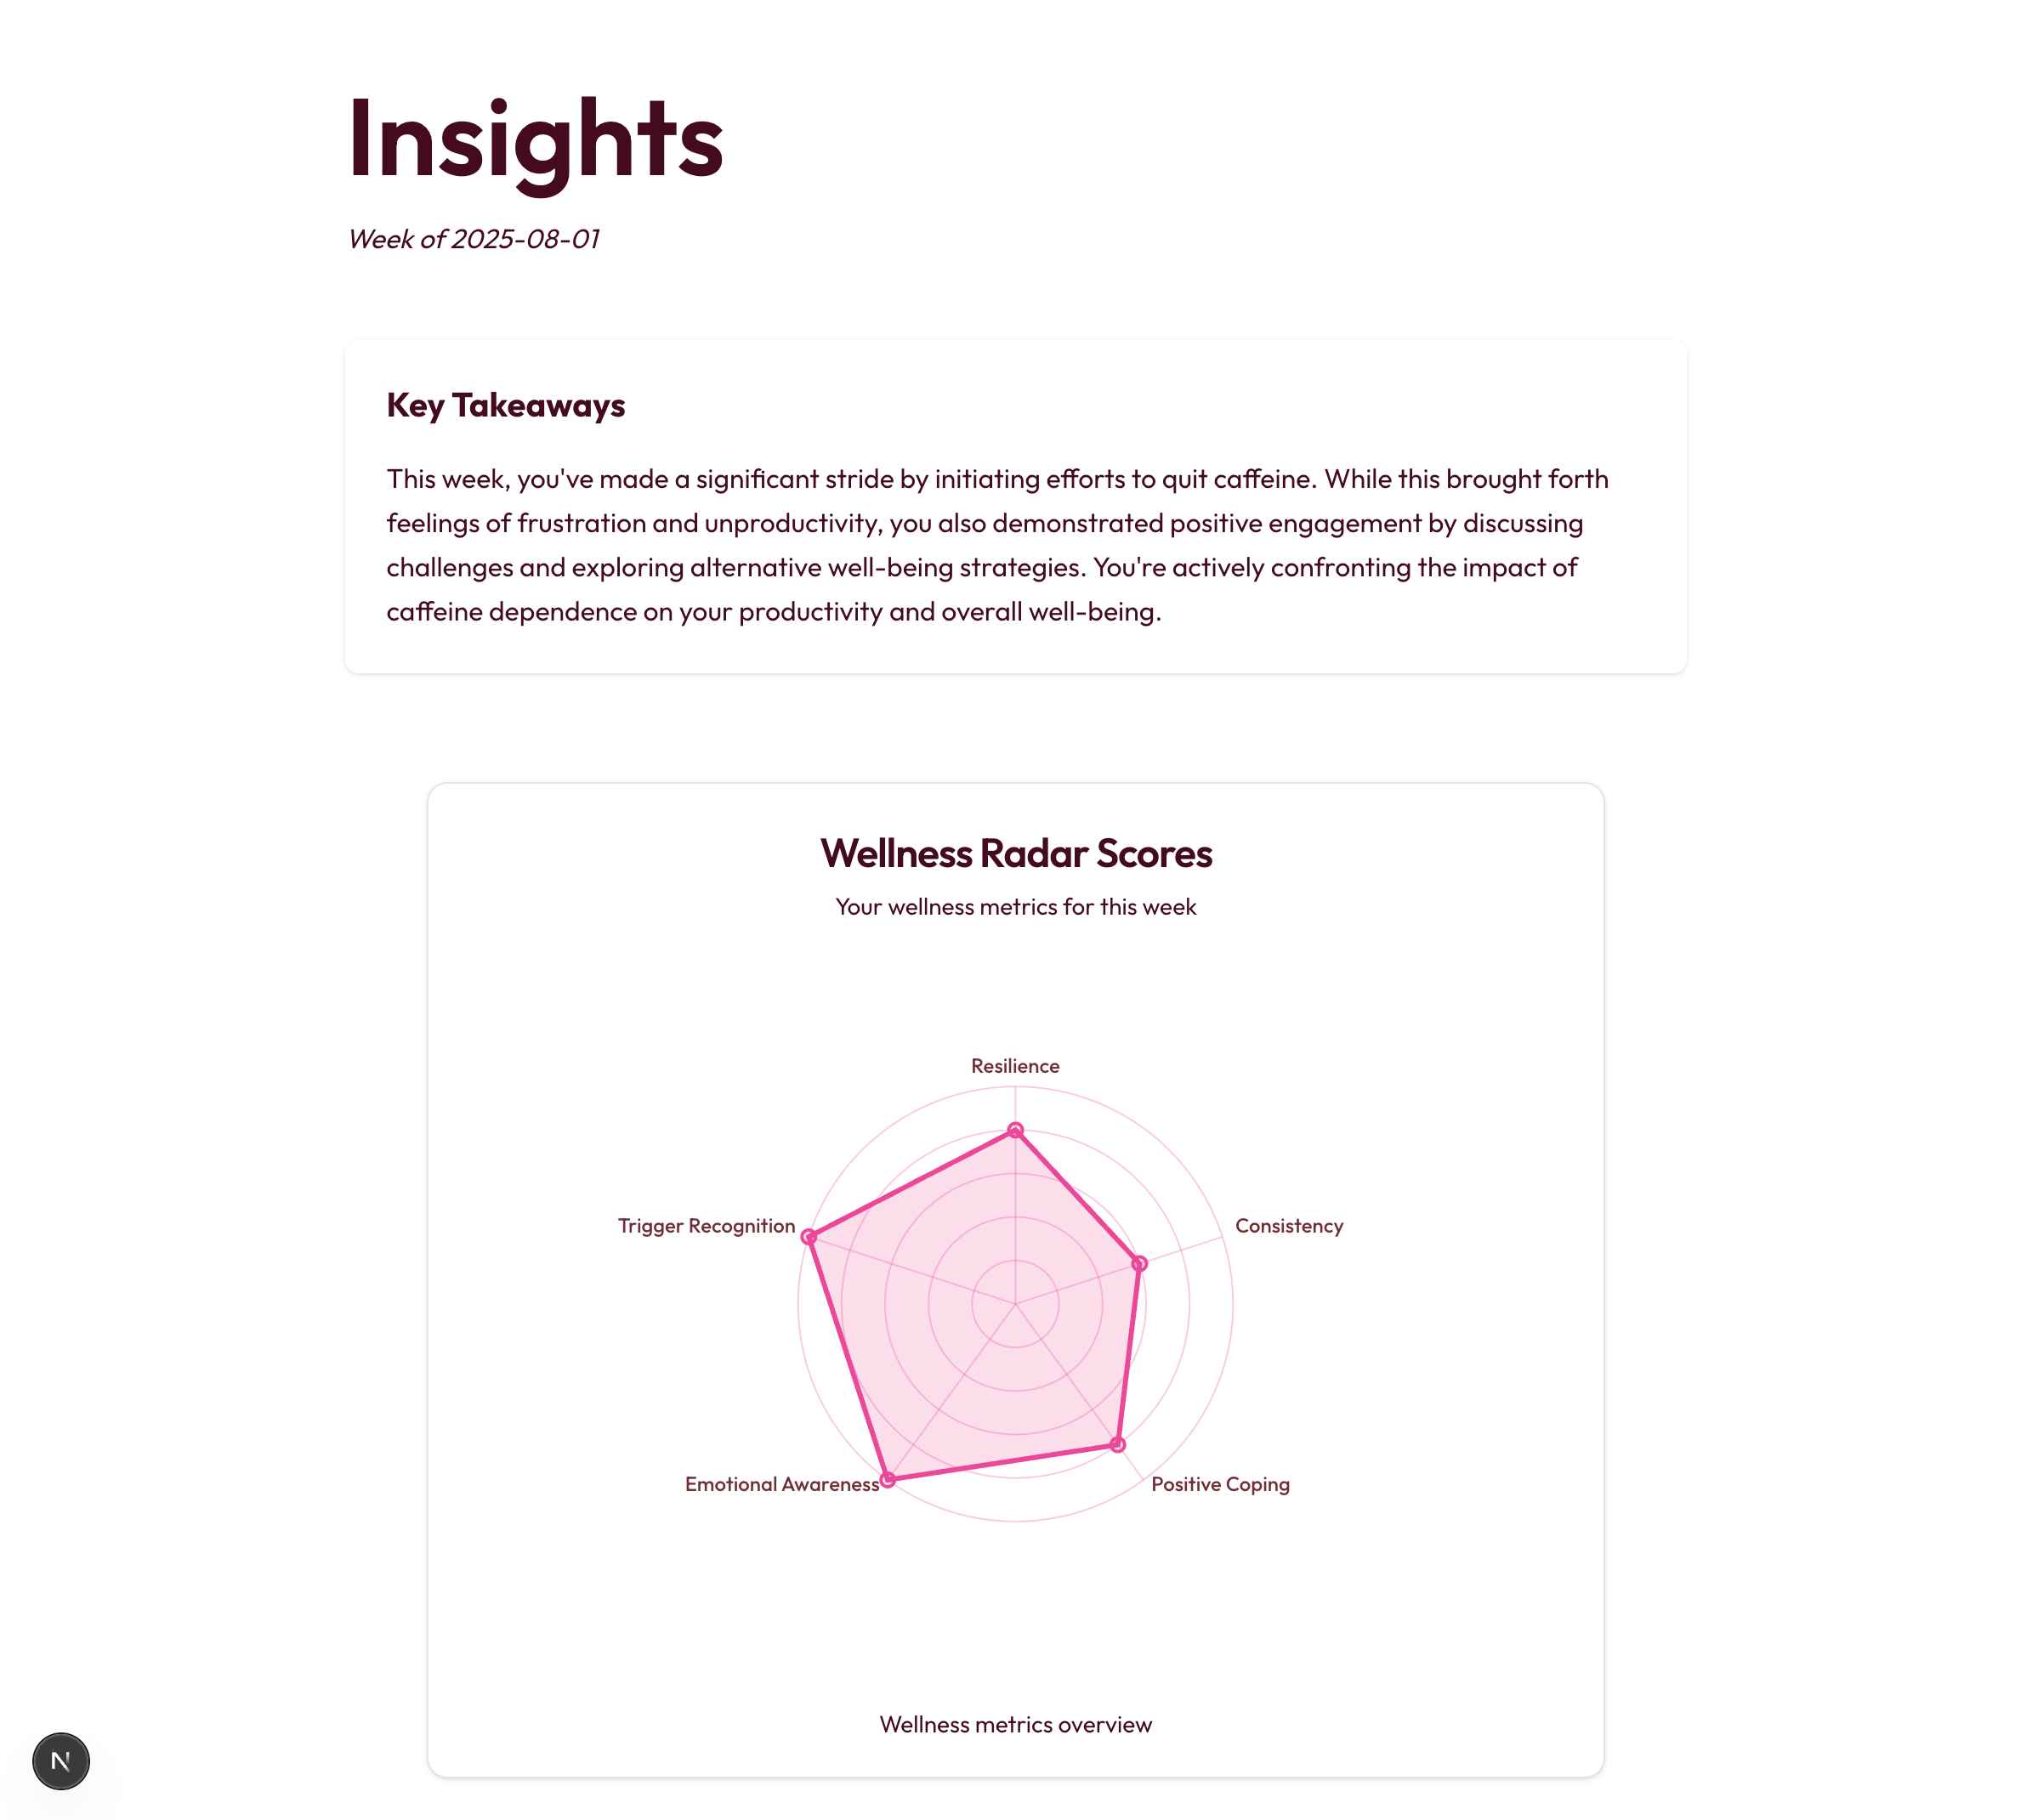 Insights
Week of 2025-08-01
Key Takeaways
This week, you've made a significant stride by initiating efforts to quit caffeine. While this brought forth
feelings of frustration and unproductivity, you also demonstrated positive engagement by discussing
challenges and exploring alternative well-being strategies. You're actively confronting the impact of
caffeine dependence on your productivity and overall well-being.
Wellness Radar Scores
Your wellness metrics for this week
Resilience
Trigger Recognition
Consistency
Emotional Awareness
Positive Coping
Wellness metrics overview
N